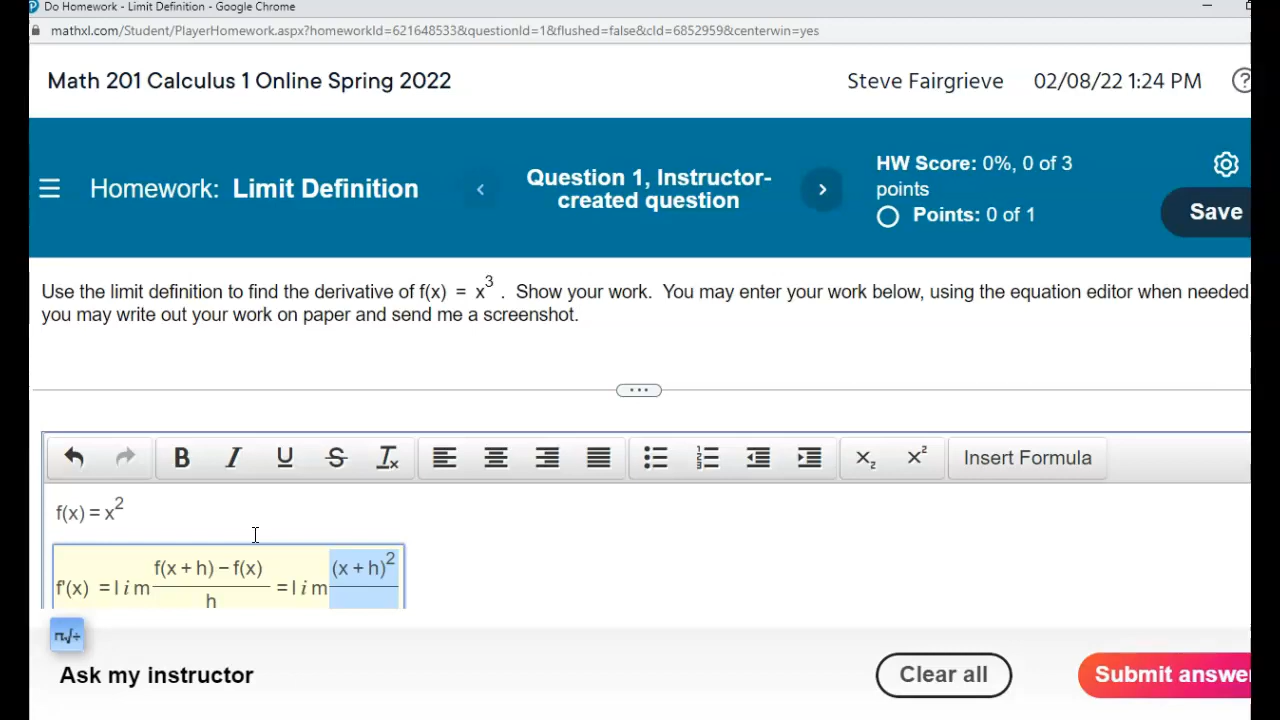 Do Homework - Limit Definition - Google Chrome
mathxl.com/Student/PlayerHomework.aspx?homeworkId=621648533&questionId=1&flushed=false&cId=6852959&centerwin=yes
Math 201 Calculus 1 Online Spring 2022
Steve Fairgrieve 02/08/22 1:24 PM ?
Homework: Limit Definition
Question 1, Instructor-
created question
HW Score: 0%, 0 of 3
points
Points: 0 of 1
Save
Use the limit definition to find the derivative of f(x) = x³ . Show your work. You may enter your work below, using the equation editor when needed
you may write out your work on paper and send me a screenshot.
B I U S Tx x₂ x² Insert Formula
f(x) = x²
f'(x) = lim (f(x + h) − f(x))/h = lim (x + h)²
π√÷
Ask my instructor
Clear all
Submit answe